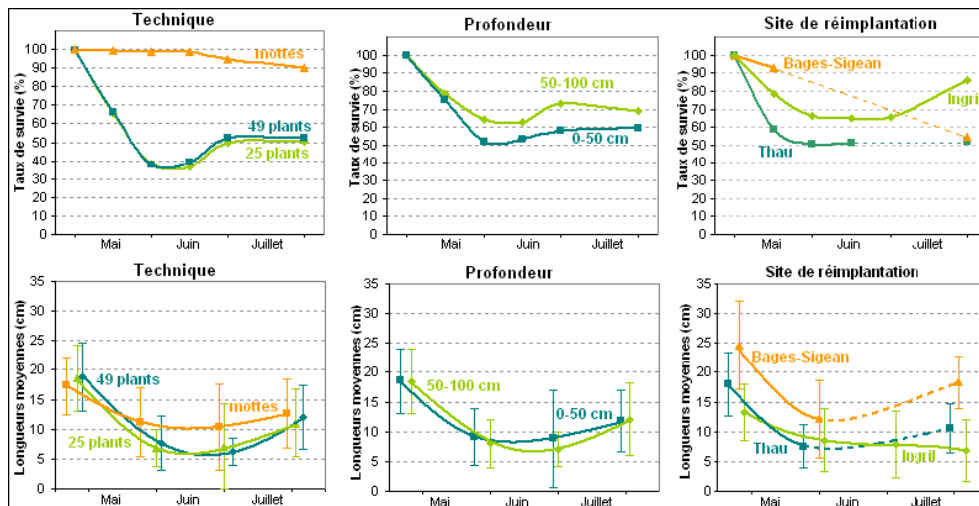 Technique
Taux de survie (%)
100
90
80
70
60
50
40
30
20
10
0
mottes
49 plants
25 plants
Mai
Juin
Juillet
Profondeur
Taux de survie (%)
100
90
80
70
60
50
40
30
20
10
0
50-100 cm
0-50 cm
Mai
Juin
Juillet
Site de réimplantation
Taux de survie (%)
100
90
80
70
60
50
40
30
20
10
0
Bages-Sigean
Ingril
Thau
Mai
Juin
Juillet
Technique
Longueurs moyennes (cm)
35
30
25
20
15
10
5
0
49 plants
mottes
25 plants
Mai
Juin
Juillet
Profondeur
Longueurs moyennes (cm)
35
30
25
20
15
10
5
0
50-100 cm
0-50 cm
Mai
Juin
Juillet
Site de réimplantation
Longueurs moyennes (cm)
35
30
25
20
15
10
5
0
Bages-Sigean
Thau
Ingril
Mai
Juin
Juillet